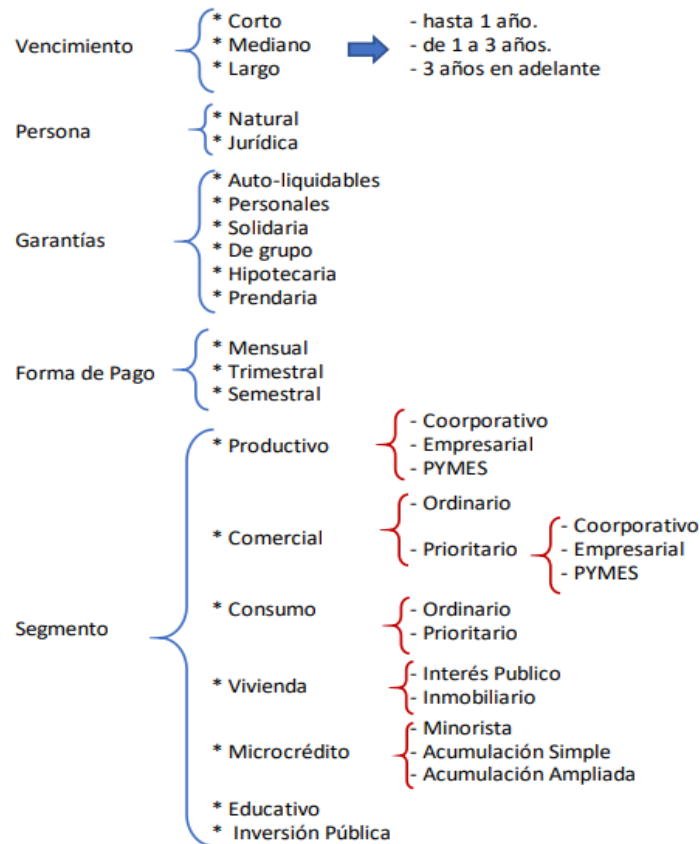 Vencimiento
* Corto
* Mediano
* Largo
- hasta 1 año.
- de 1 a 3 años.
- 3 años en adelante
Persona
* Natural
* Jurídica
Garantías
* Auto-liquidables
* Personales
* Solidaria
* De grupo
* Hipotecaria
* Prendaria
Forma de Pago
* Mensual
* Trimestral
* Semestral
Segmento
* Productivo
- Coorporativo
- Empresarial
- PYMES
* Comercial
- Ordinario
- Prioritario
- Coorporativo
- Empresarial
- PYMES
* Consumo
- Ordinario
- Prioritario
* Vivienda
- Interés Publico
- Inmobiliario
* Microcrédito
- Minorista
- Acumulación Simple
- Acumulación Ampliada
* Educativo
* Inversión Pública